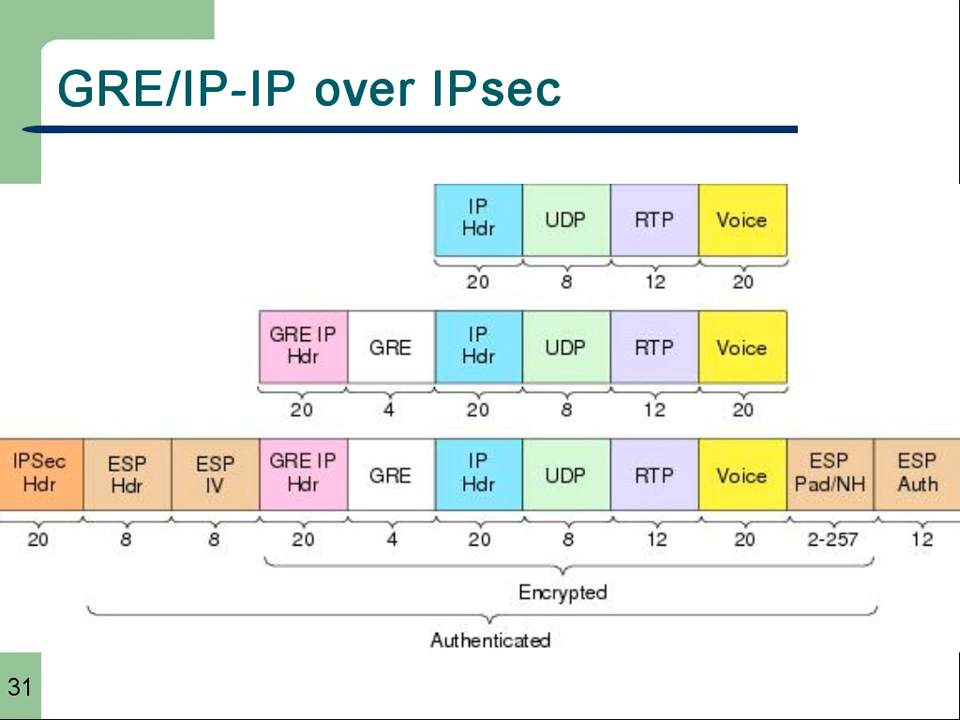 GRE/IP-IP over IPsec
IP Hdr UDP RTP Voice
20 8 12 20
GRE IP Hdr GRE IP Hdr UDP RTP Voice
20 4 20 8 12 20
IPSec Hdr ESP Hdr ESP IV GRE IP Hdr GRE IP Hdr UDP RTP Voice ESP Pad/NH ESP Auth
20 8 8 20 4 20 8 12 20 2-257 12
Encrypted
Authenticated
31